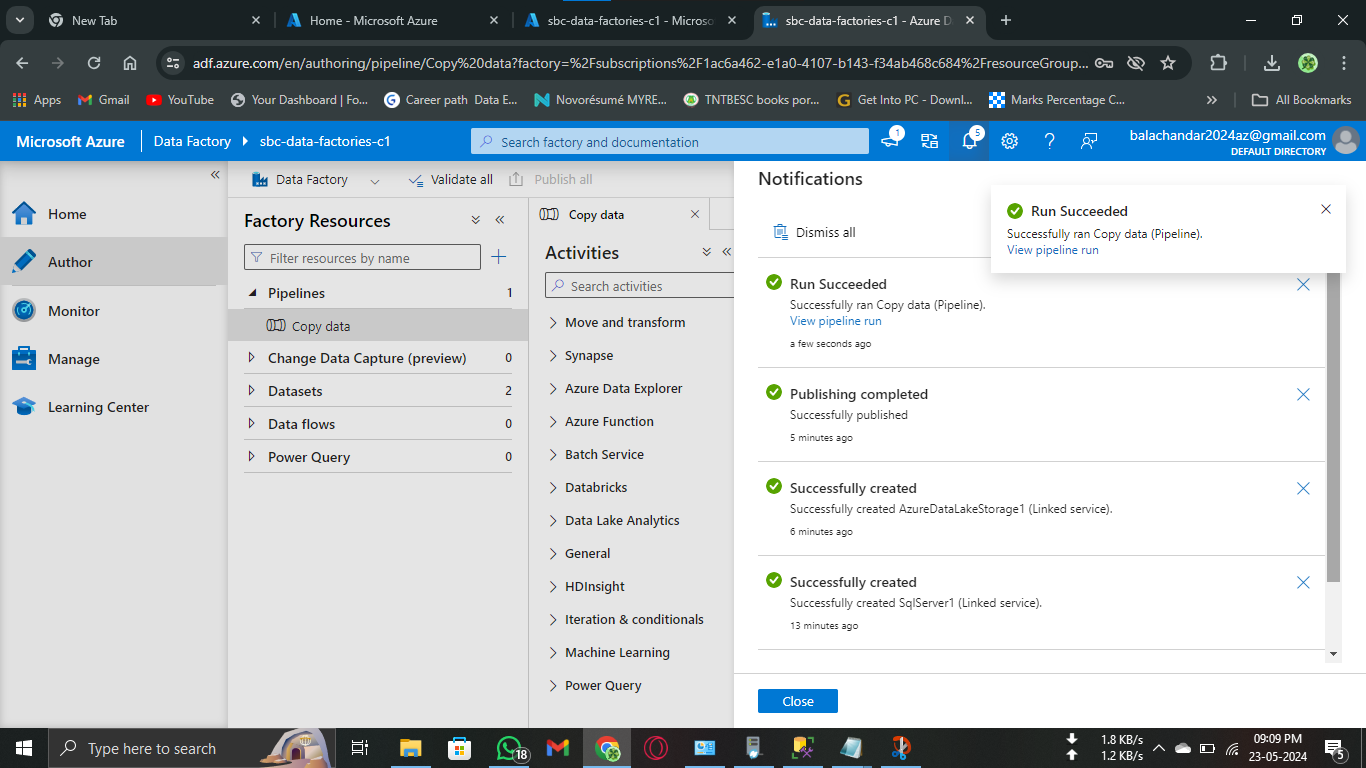 New Tab
Home - Microsoft Azure
sbc-data-factories-c1 - Microso
sbc-data-factories-c1 - Azure D
adf.azure.com/en/authoring/pipeline/Copy%20data?factory=%2Fsubscriptions%2F1ac6a462-e1a0-4107-b143-f34ab468c684%2FresourceGroup...
Apps
Gmail
YouTube
Your Dashboard | Fo...
Career path Data E...
Novorésumé MYRE...
TNTBESC books por...
Get Into PC - Downl...
Marks Percentage C...
All Bookmarks
Microsoft Azure
Data Factory
sbc-data-factories-c1
Search factory and documentation
1
5
balachandar2024az@gmail.com
DEFAULT DIRECTORY
Home
Author
Monitor
Manage
Learning Center
Data Factory
Validate all
Publish all
Factory Resources
Filter resources by name
Pipelines 1
Copy data
Change Data Capture (preview) 0
Datasets 2
Data flows 0
Power Query 0
Copy data
Activities
Search activities
Move and transform
Synapse
Azure Data Explorer
Azure Function
Batch Service
Databricks
Data Lake Analytics
General
HDInsight
Iteration & conditionals
Machine Learning
Power Query
Notifications
Dismiss all
Run Succeeded
Successfully ran Copy data (Pipeline).
View pipeline run
Run Succeeded
Successfully ran Copy data (Pipeline).
View pipeline run
a few seconds ago
Publishing completed
Successfully published
5 minutes ago
Successfully created
Successfully created AzureDataLakeStorage1 (Linked service).
6 minutes ago
Successfully created
Successfully created SqlServer1 (Linked service).
13 minutes ago
Close
Type here to search
18
1.8 KB/s
1.2 KB/s
09:09 PM
23-05-2024
5